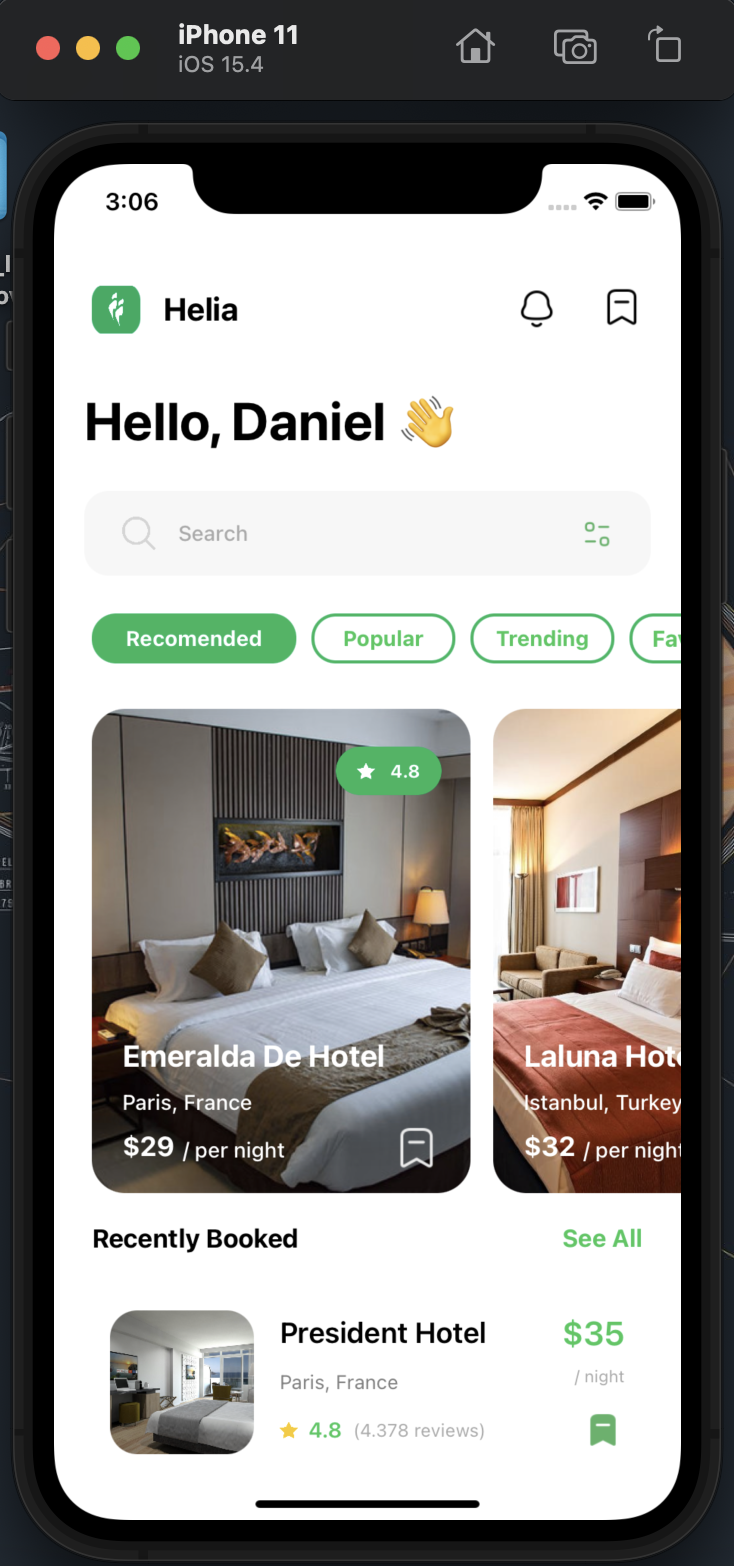 iPhone 11
iOS 15.4
3:06
Helia
Hello, Daniel 👋
Search
Recomended
Popular
Trending
Fa
4.8
Emeralda De Hotel
Paris, France
$29 / per night
Laluna Hot
Istanbul, Turkey
$32 / per night
Recently Booked
See All
President Hotel
$35
Paris, France
/ night
4.8 (4.378 reviews)